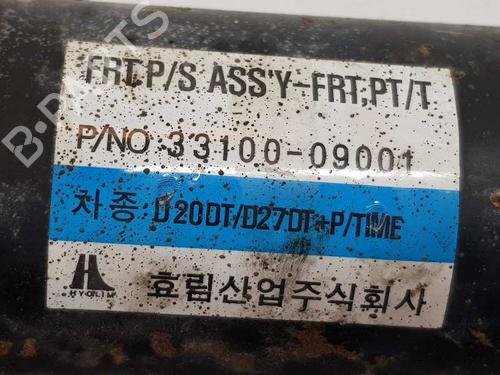 FRT,P/S ASS'Y-FRT,PT/T
P/NO 33100-09001
차종 D20DT/D27DT+P/TIME
HYOLIM
효림산업주식회사
B-PARTS